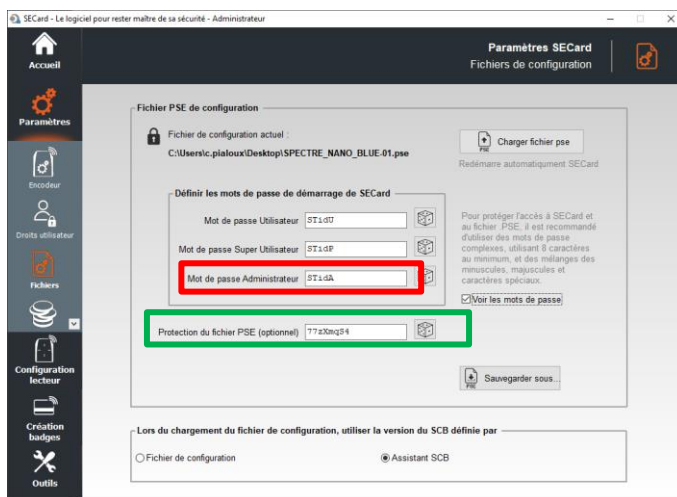 SECard - Le logiciel pour rester maître de sa sécurité - Administrateur
Accueil
Paramètres SECard
Fichiers de configuration
Paramètres
Encodeur
Droits utilisateur
Fichiers
Configuration
lecteur
Création
badges
Outils
Fichier PSE de configuration
Fichier de configuration actuel :
C:\Users\c.pialoux\Desktop\SPECTRE_NANO_BLUE-01.pse
PSE
Charger fichier pse
Redémarre automatiqument SECard
Définir les mots de passe de démarrage de SECard
Mot de passe Utilisateur STidU
Mot de passe Super Utilisateur STidP
Mot de passe Administrateur STidA
Pour protéger l'accès à SECard et
au fichier .PSE, il est recommandé
d'utiliser des mots de passe
complexes, utilisant 8 caractères
au minimum, et des mélanges des
minuscules, majuscules et
caractères spéciaux.
Voir les mots de passe
Protection du fichier PSE (optionnel) 77zXmqS4
PSE
Sauvegarder sous...
Lors du chargement du fichier de configuration, utiliser la version du SCB définie par
Fichier de configuration
Assistant SCB